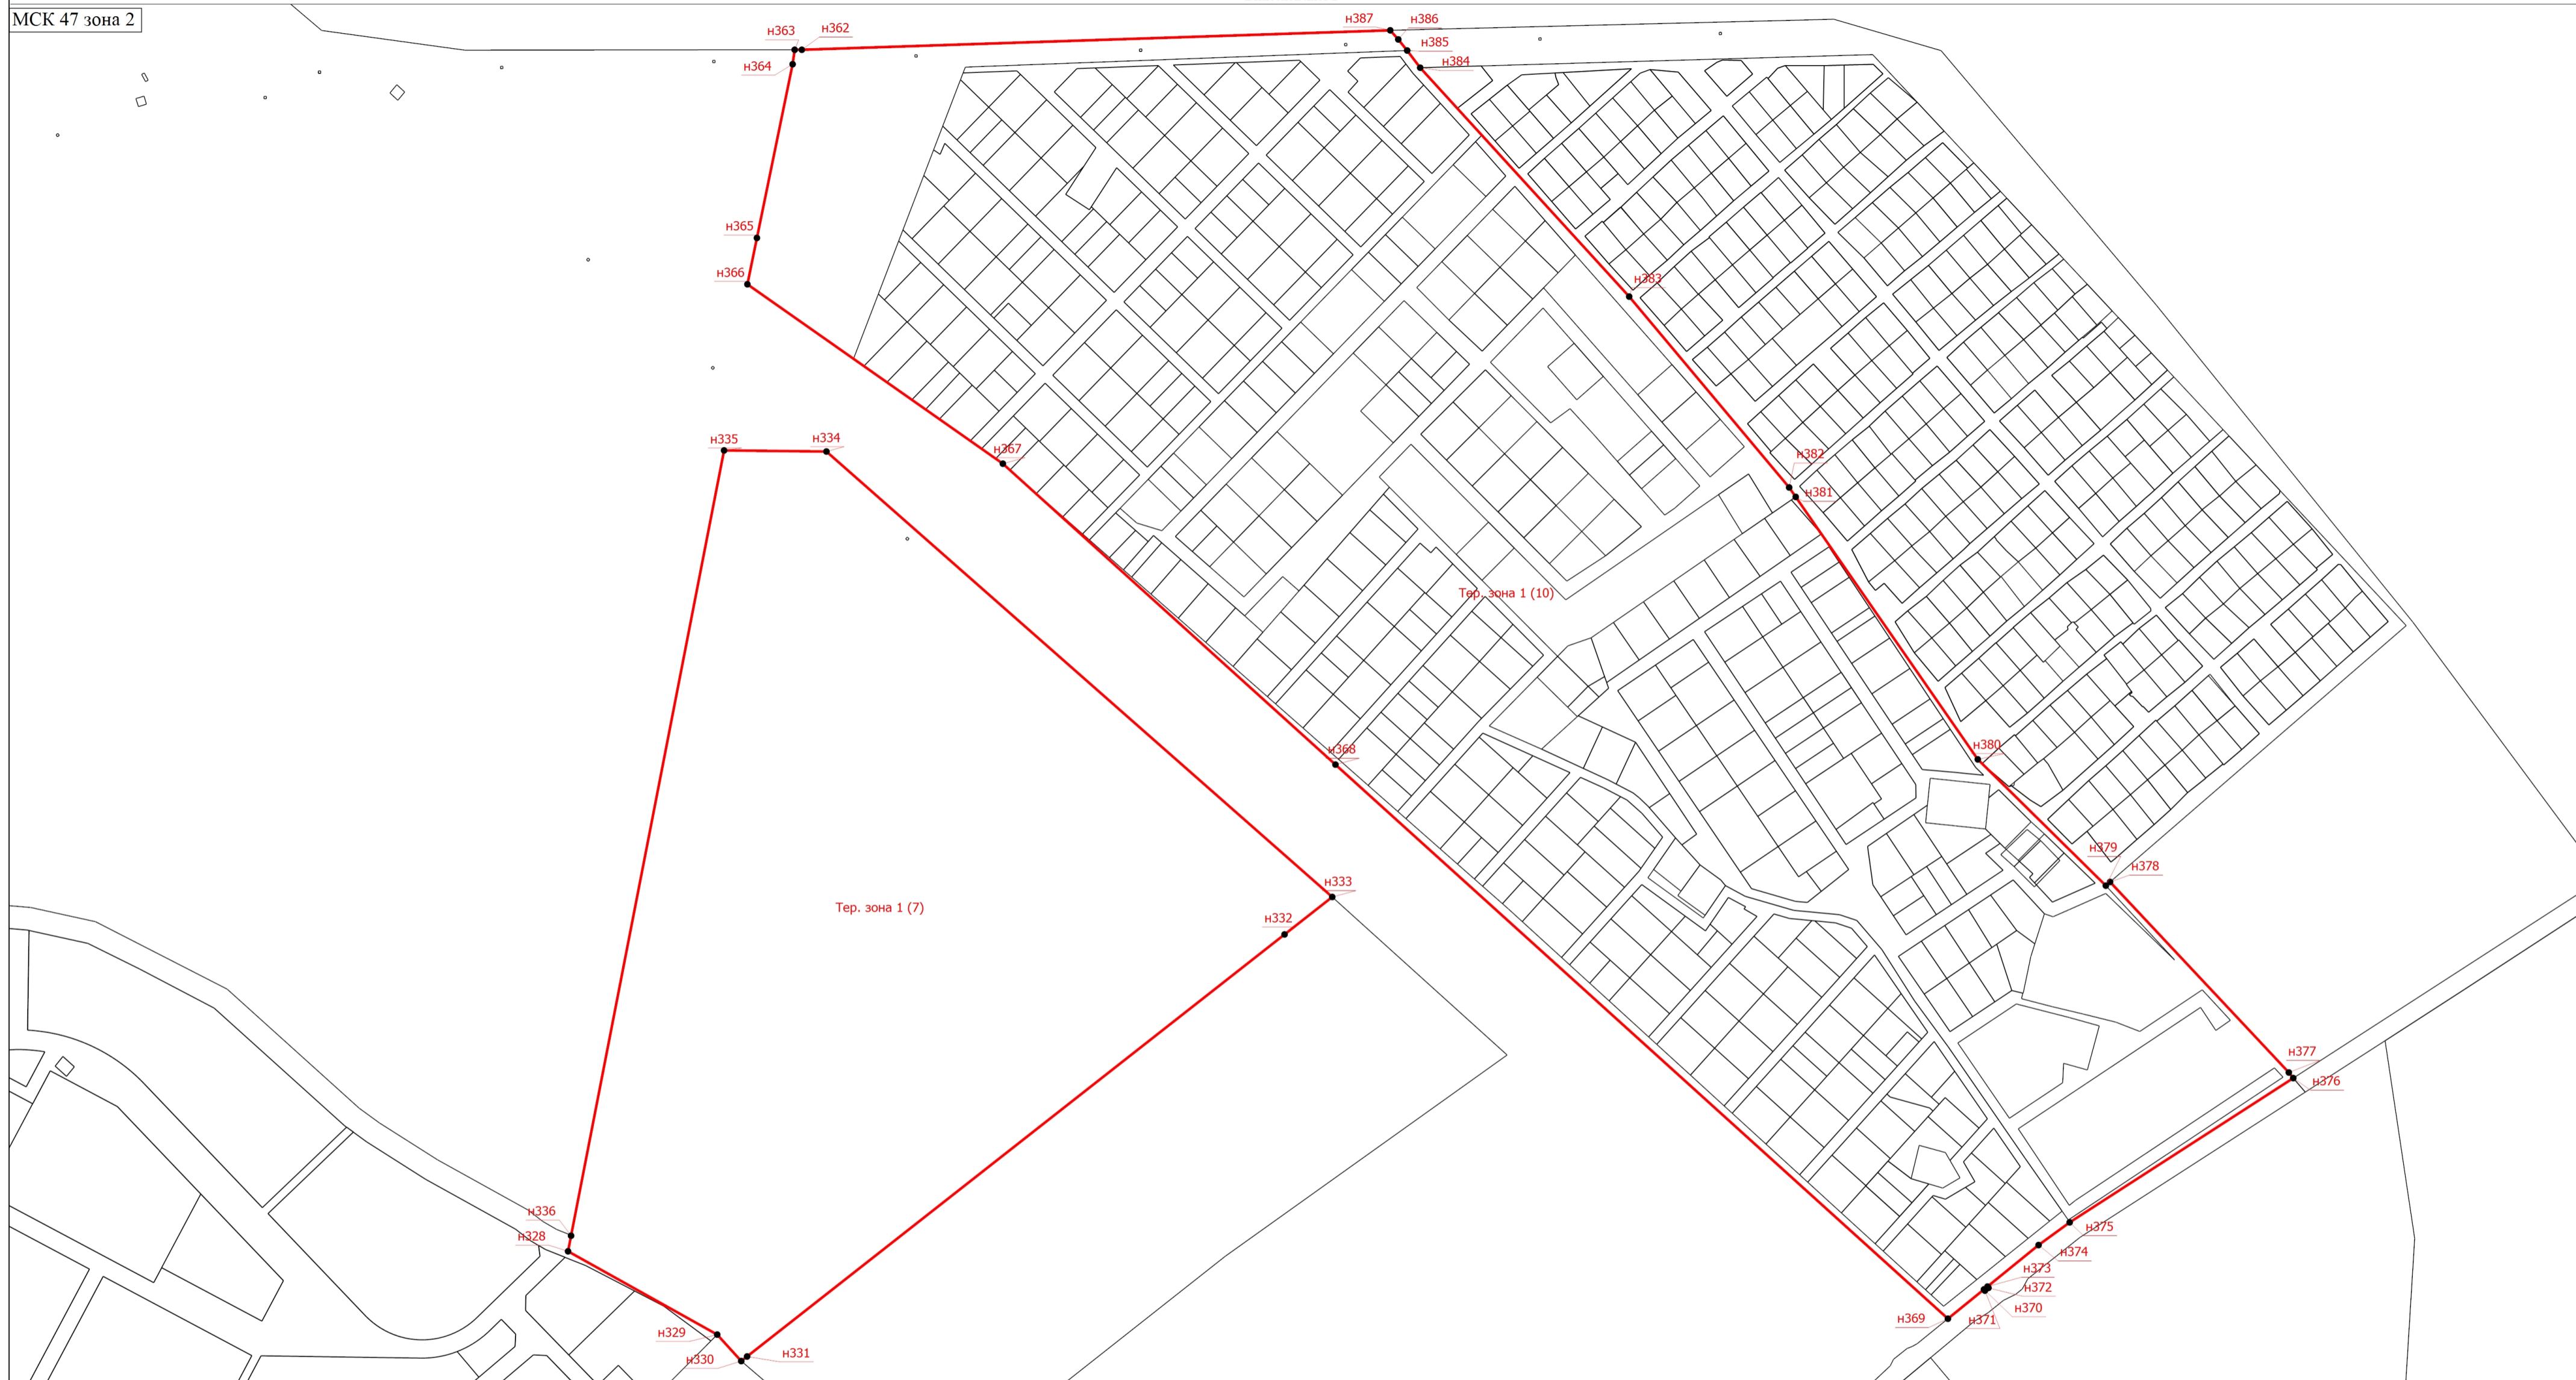 МСК 47 зона 2
н387
н386
н363
н362
н385
н364
н384
н365
н366
н383
н335
н334
н367
н382
н381
Тер. зона 1 (10)
н380
н368
н379
н378
н333
Тер. зона 1 (7)
н332
н377
н376
н336
н375
н328
н374
н373
н372
н370
н369
н371
н329
н330
н331